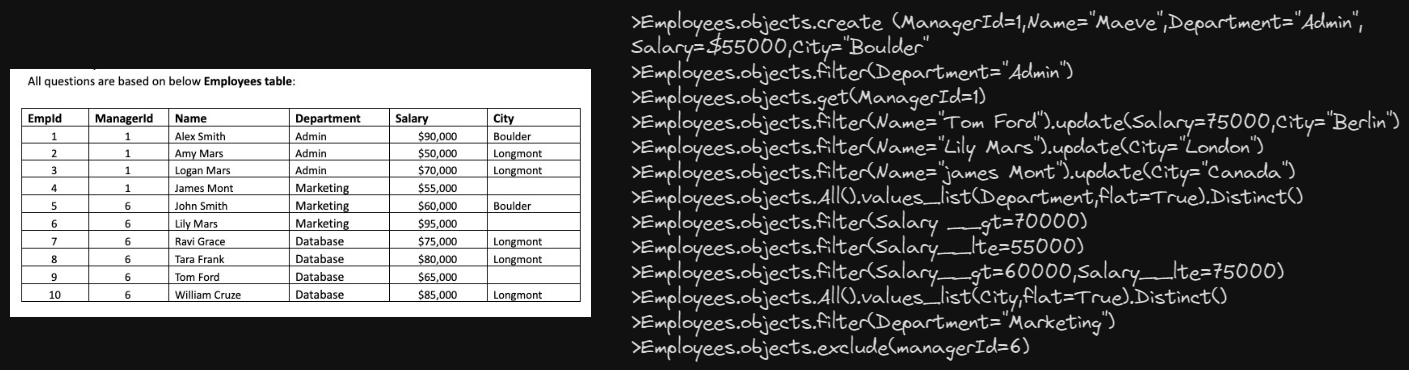 All questions are based on below Employees table:
EmpId ManagerId Name Department Salary City
1 1 Alex Smith Admin $90,000 Boulder
2 1 Amy Mars Admin $50,000 Longmont
3 1 Logan Mars Admin $70,000 Longmont
4 1 James Mont Marketing $55,000
5 6 John Smith Marketing $60,000 Boulder
6 6 Lily Mars Marketing $95,000
7 6 Ravi Grace Database $75,000 Longmont
8 6 Tara Frank Database $80,000 Longmont
9 6 Tom Ford Database $65,000
10 6 William Cruze Database $85,000 Longmont
>Employees.objects.create (ManagerId=1,Name="Maeve",Department="Admin",
Salary=$55000,City="Boulder"
>Employees.objects.filter(Department="Admin")
>Employees.objects.get(ManagerId=1)
>Employees.objects.filter(Name="Tom Ford").update(Salary=75000,City="Berlin")
>Employees.objects.filter(Name="Lily Mars").update(City="London")
>Employees.objects.filter(Name="james Mont").update(City="Canada")
>Employees.objects.All().values_list(Department,flat=True).Distinct()
>Employees.objects.filter(Salary __gt=70000)
>Employees.objects.filter(Salary__lte=55000)
>Employees.objects.filter(Salary__gt=60000,Salary__lte=75000)
>Employees.objects.All().values_list(City,flat=True).Distinct()
>Employees.objects.filter(Department="Marketing")
>Employees.objects.exclude(managerId=6)